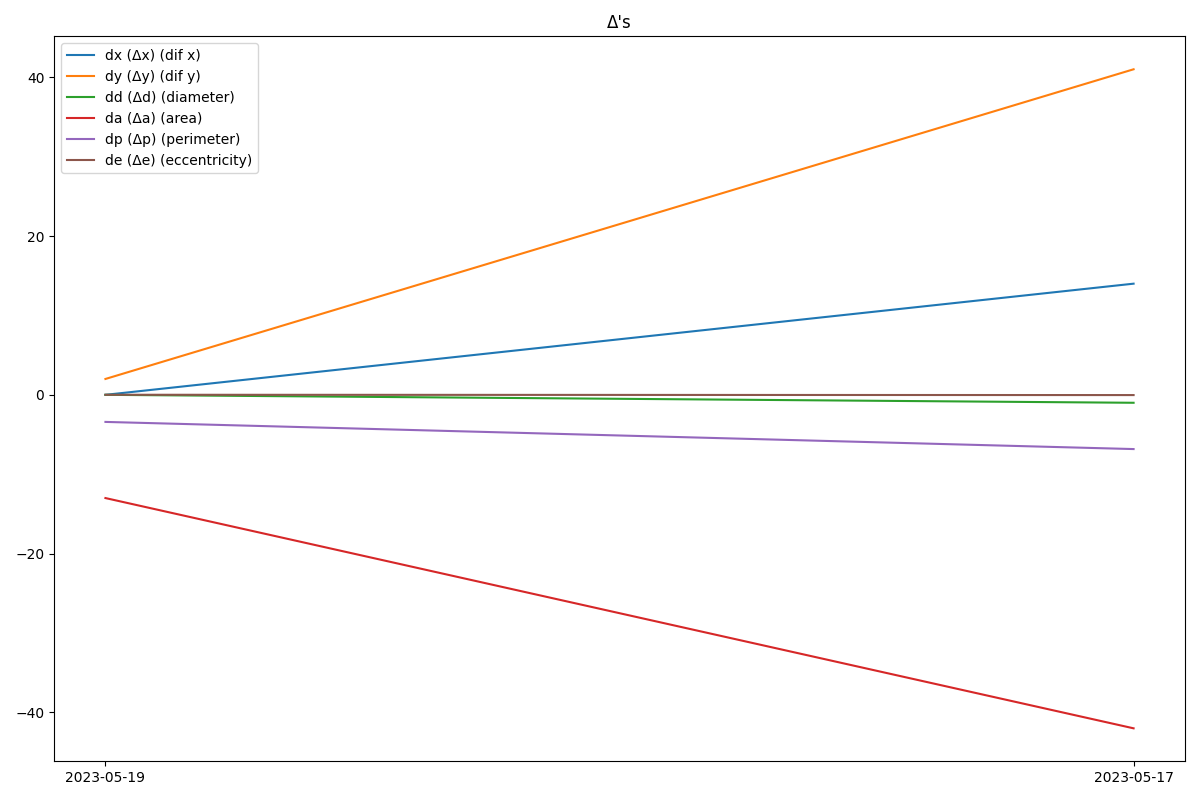 Δ's
dx (Δx) (dif x)
dy (Δy) (dif y)
dd (Δd) (diameter)
da (Δa) (area)
dp (Δp) (perimeter)
de (Δe) (eccentricity)
40
20
0
−20
−40
2023-05-19
2023-05-17